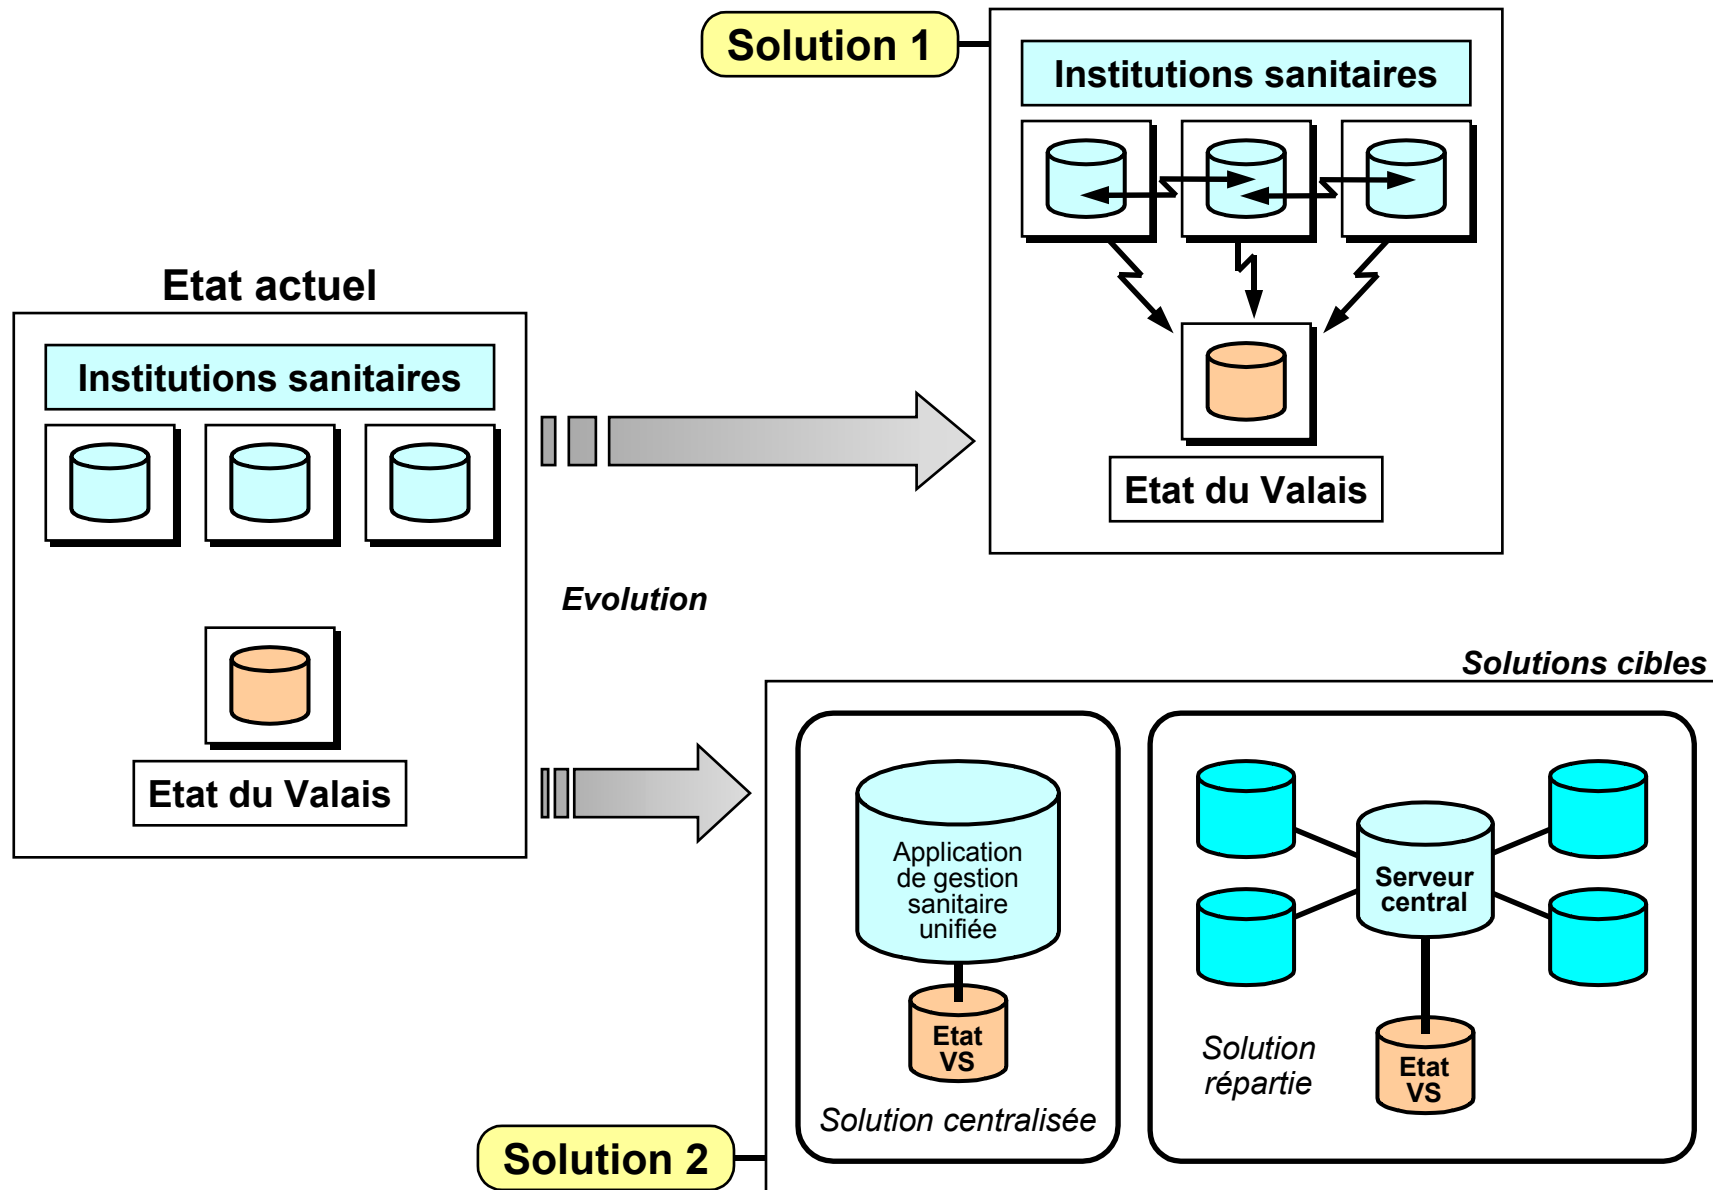 Solution 1
Institutions sanitaires
Etat du Valais
Etat actuel
Institutions sanitaires
Etat du Valais
Evolution
Solutions cibles
Application
de gestion
sanitaire
unifiée
Etat
VS
Solution centralisée
Serveur
central
Solution
répartie
Etat
VS
Solution 2